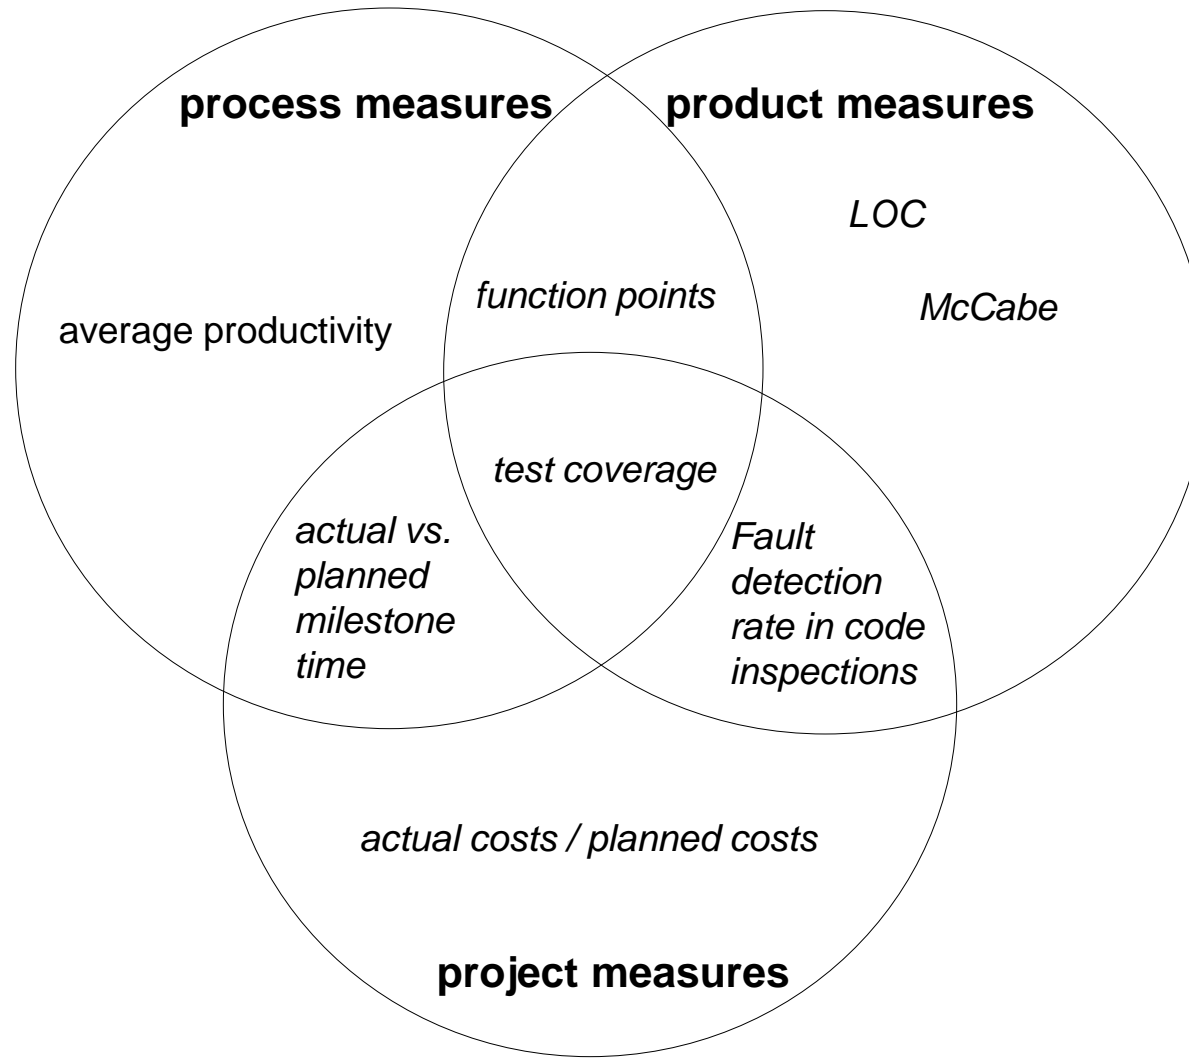 process measures
product measures
LOC
function points
McCabe
average productivity
test coverage
actual vs.
planned
milestone
time
Fault
detection
rate in code
inspections
actual costs / planned costs
project measures